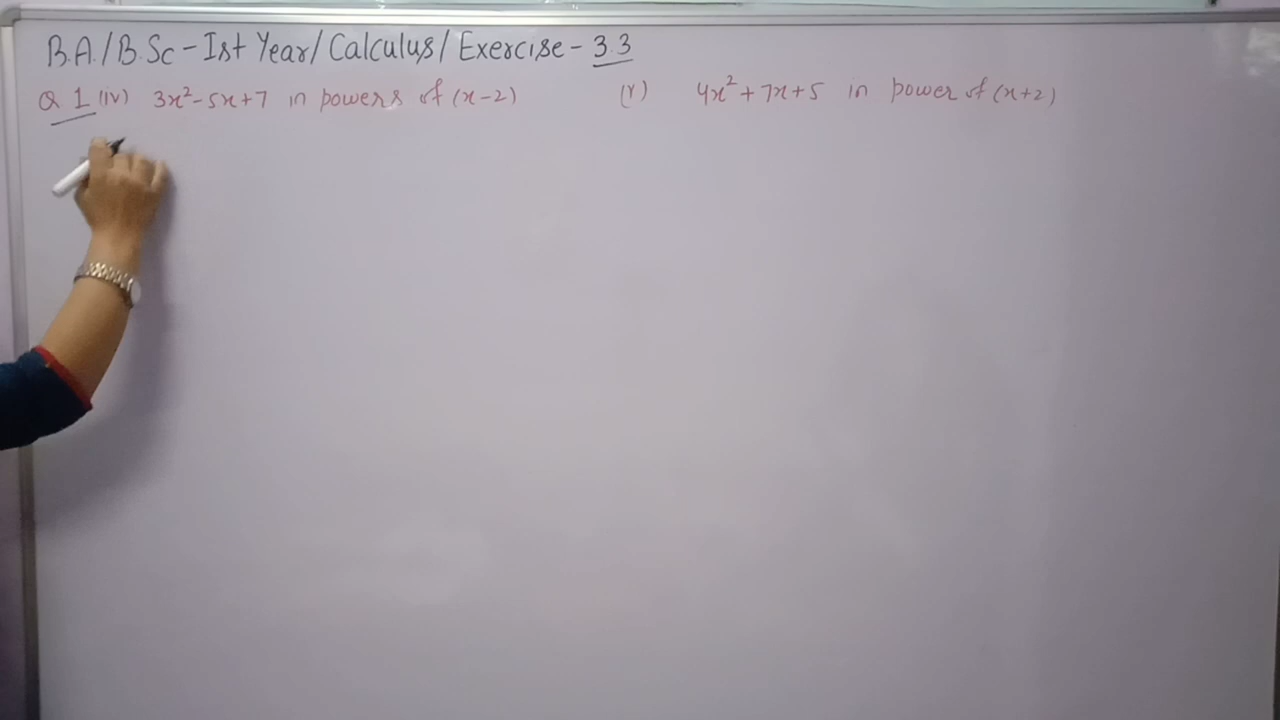 B.A./B.Sc - Ist Year/ Calculus/ Exercise - 3.3
Q 1 (iv) 3x² - 5x + 7 in powers of (x-2) (v) 4x² + 7x + 5 in power of (x+2)